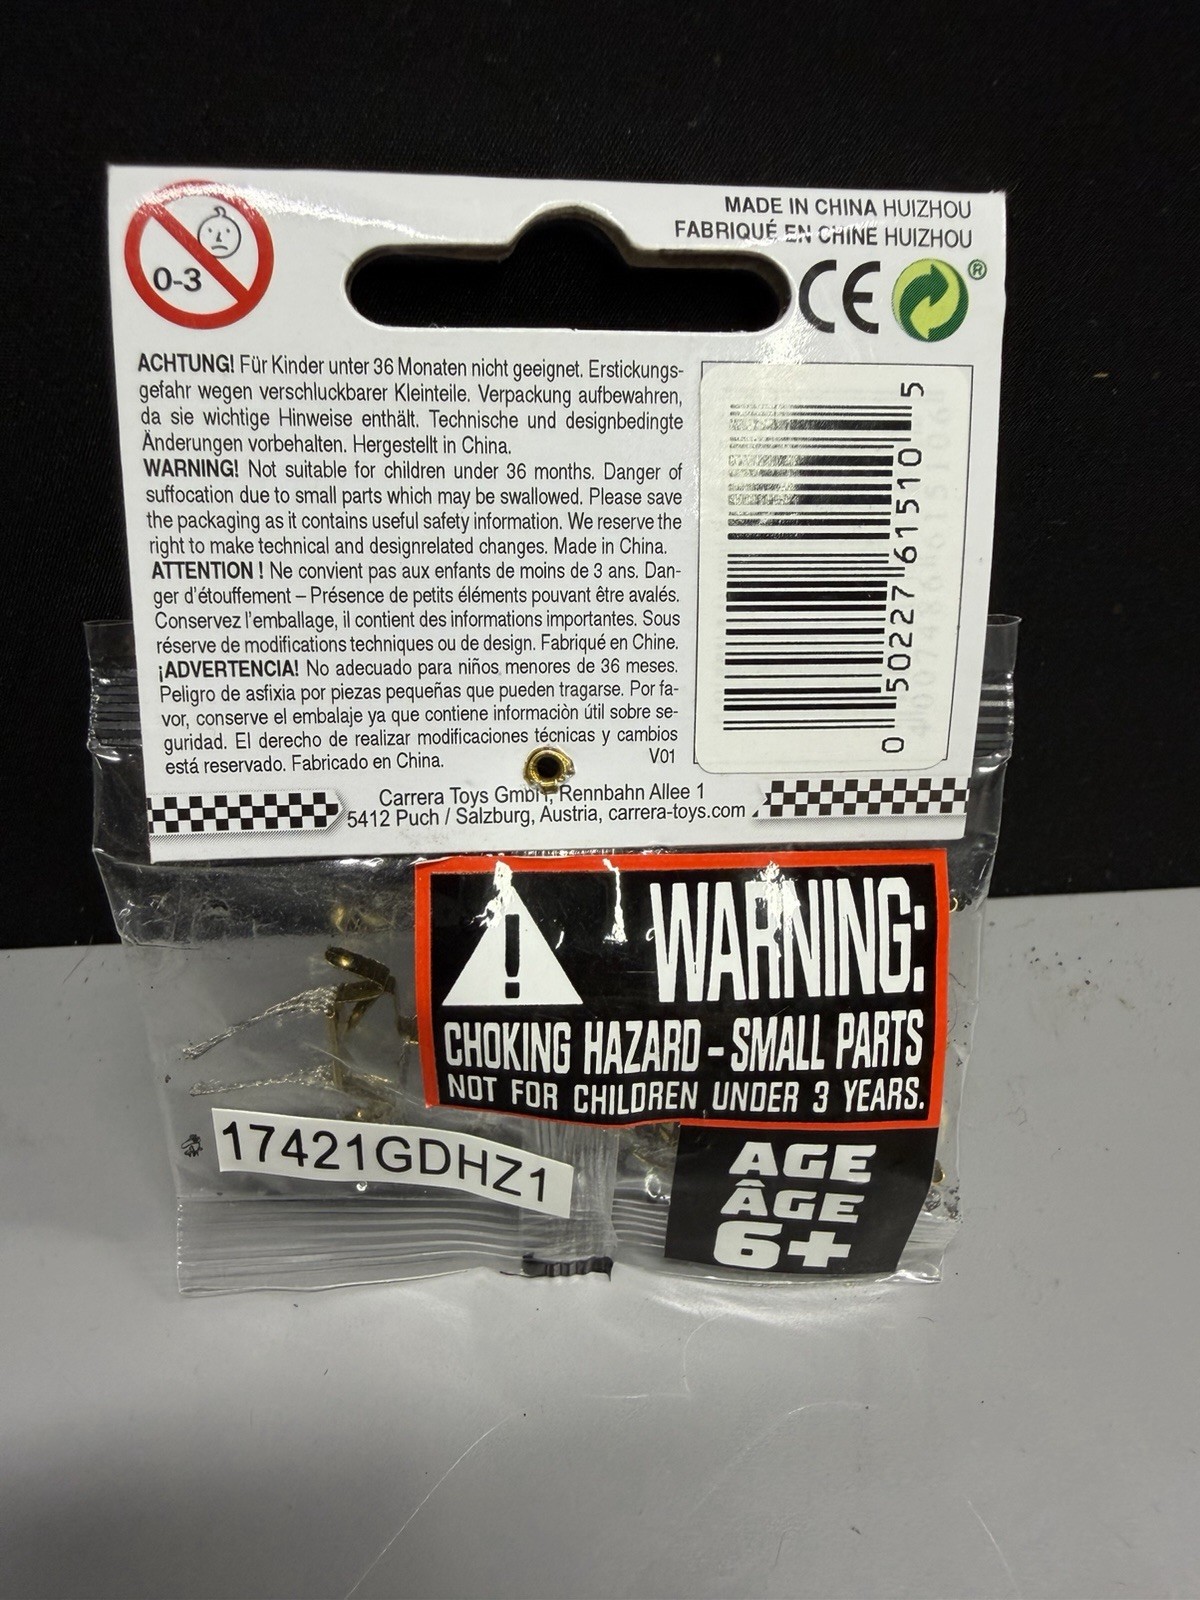 0-3
MADE IN CHINA HUIZHOU
FABRIQUÉ EN CHINE HUIZHOU
CE
®
ACHTUNG! Für Kinder unter 36 Monaten nicht geeignet. Erstickungs-
gefahr wegen verschluckbarer Kleinteile. Verpackung aufbewahren,
da sie wichtige Hinweise enthält. Technische und designbedingte
Änderungen vorbehalten. Hergestellt in China.
WARNING! Not suitable for children under 36 months. Danger of
suffocation due to small parts which may be swallowed. Please save
the packaging as it contains useful safety information. We reserve the
right to make technical and designrelated changes. Made in China.
ATTENTION ! Ne convient pas aux enfants de moins de 3 ans. Dan-
ger d'étouffement – Présence de petits éléments pouvant être avalés.
Conservez l'emballage, il contient des informations importantes. Sous
réserve de modifications techniques ou de design. Fabriqué en Chine.
¡ADVERTENCIA! No adecuado para niños menores de 36 meses.
Peligro de asfixia por piezas pequeñas que pueden tragarse. Por fa-
vor, conserve el embalaje ya que contiene informaciòn útil sobre se-
guridad. El derecho de realizar modificaciones técnicas y cambios
está reservado. Fabricado en China.
V01
0 50227 61510 5
Carrera Toys GmbH, Rennbahn Allee 1
5412 Puch / Salzburg, Austria, carrera-toys.com
WARNING:
CHOKING HAZARD – SMALL PARTS
NOT FOR CHILDREN UNDER 3 YEARS.
17421GDHZ1
AGE
ÂGE
6+